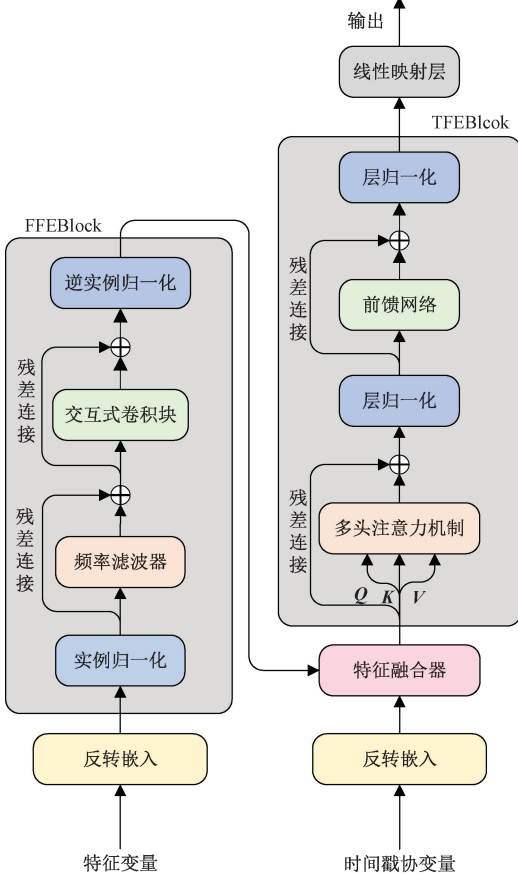 输出
线性映射层
TFEBlcok
层归一化
残差连接
前馈网络
层归一化
残差连接
多头注意力机制
Q K V
特征融合器
反转嵌入
时间戳协变量
FFEBlock
逆实例归一化
残差连接
交互式卷积块
残差连接
频率滤波器
实例归一化
反转嵌入
特征变量